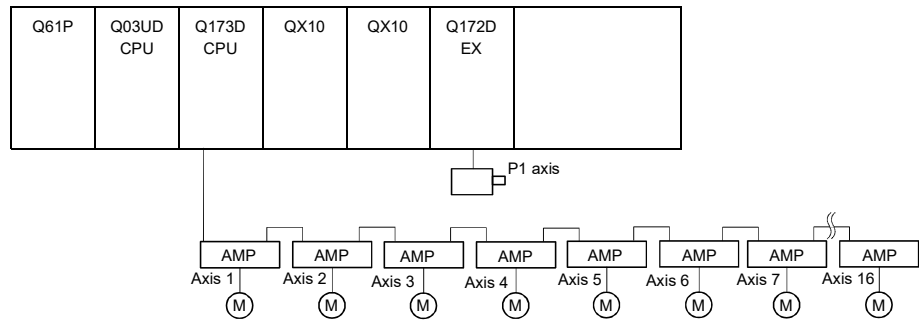 Q61P
Q03UD
CPU
Q173D
CPU
QX10
QX10
Q172D
EX
P1 axis
AMP
AMP
AMP
AMP
AMP
AMP
AMP
AMP
Axis 1
Axis 2
Axis 3
Axis 4
Axis 5
Axis 6
Axis 7
Axis 16
M
M
M
M
M
M
M
M